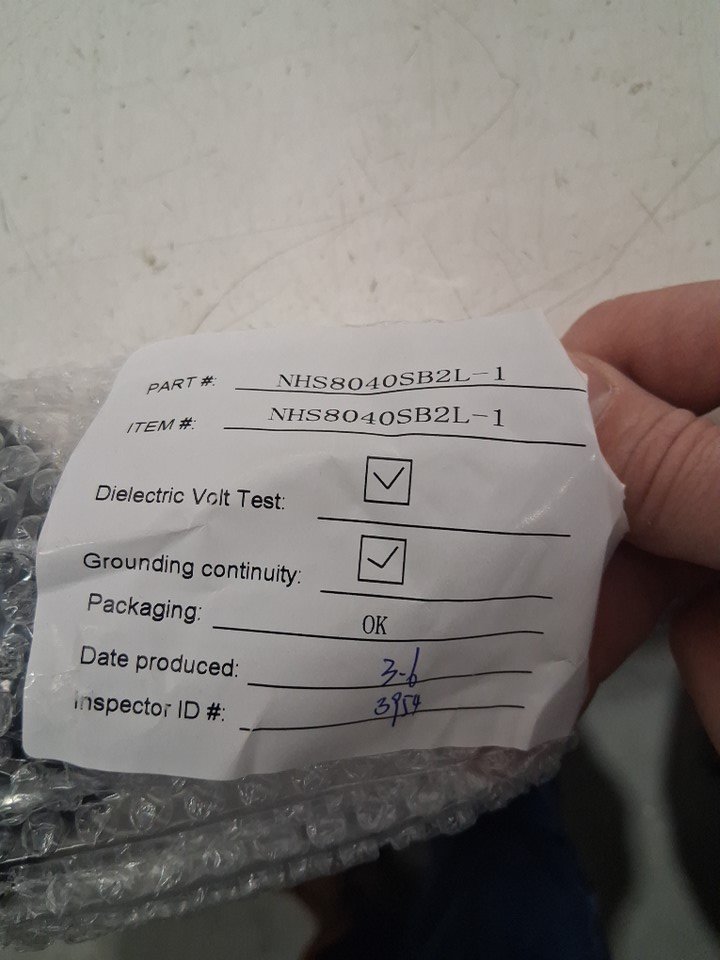 PART #: NHS8040SB2L-1
ITEM #: NHS8040SB2L-1
Dielectric Volt Test: ☑
Grounding continuity: ☑
Packaging: OK
Date produced: 3-6
Inspector ID #: 3954